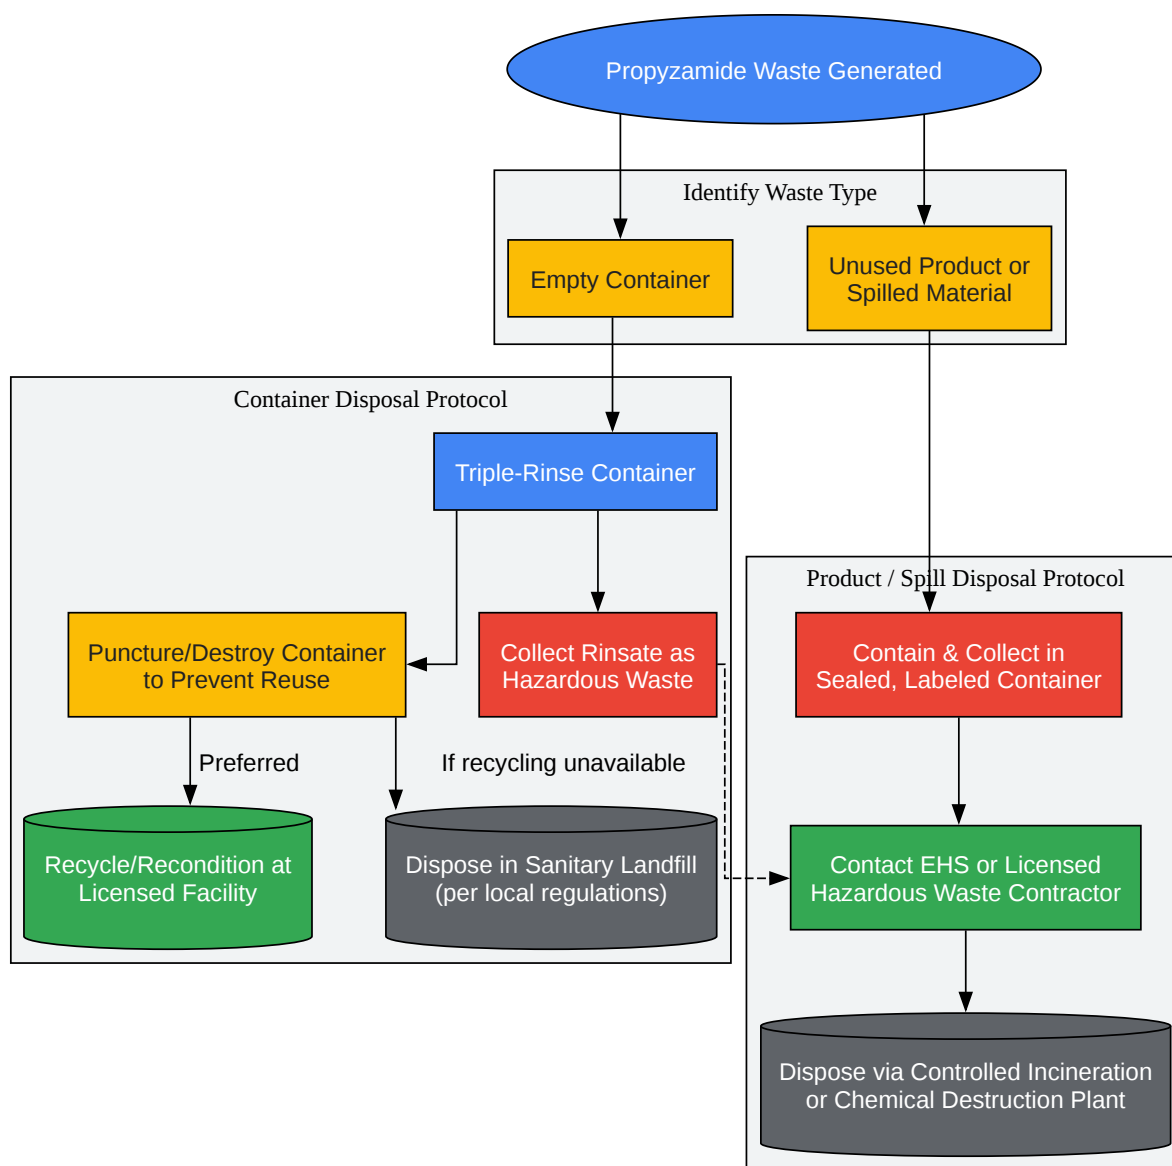 Propyzamide Waste Generated
Identify Waste Type
Empty Container
Unused Product or
Spilled Material
Container Disposal Protocol
Triple-Rinse Container
Product / Spill Disposal Protocol
Puncture/Destroy Container
to Prevent Reuse
Collect Rinsate as
Hazardous Waste
Contain & Collect in
Sealed, Labeled Container
Preferred
If recycling unavailable
Recycle/Recondition at
Licensed Facility
Dispose in Sanitary Landfill
(per local regulations)
Contact EHS or Licensed
Hazardous Waste Contractor
Dispose via Controlled Incineration
or Chemical Destruction Plant